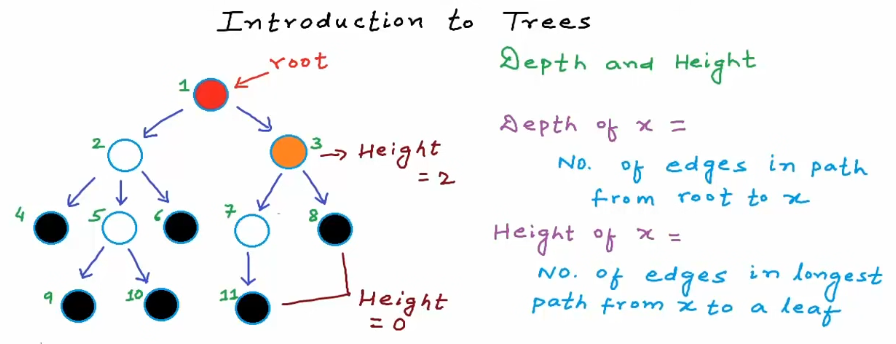 Introduction to Trees
root
1
2
3
→ Height
= 2
4
5
6
7
8
9
10
11
Height
= 0
Depth and Height
Depth of x =
No. of edges in path
from root to x
Height of x =
No. of edges in longest
path from x to a leaf